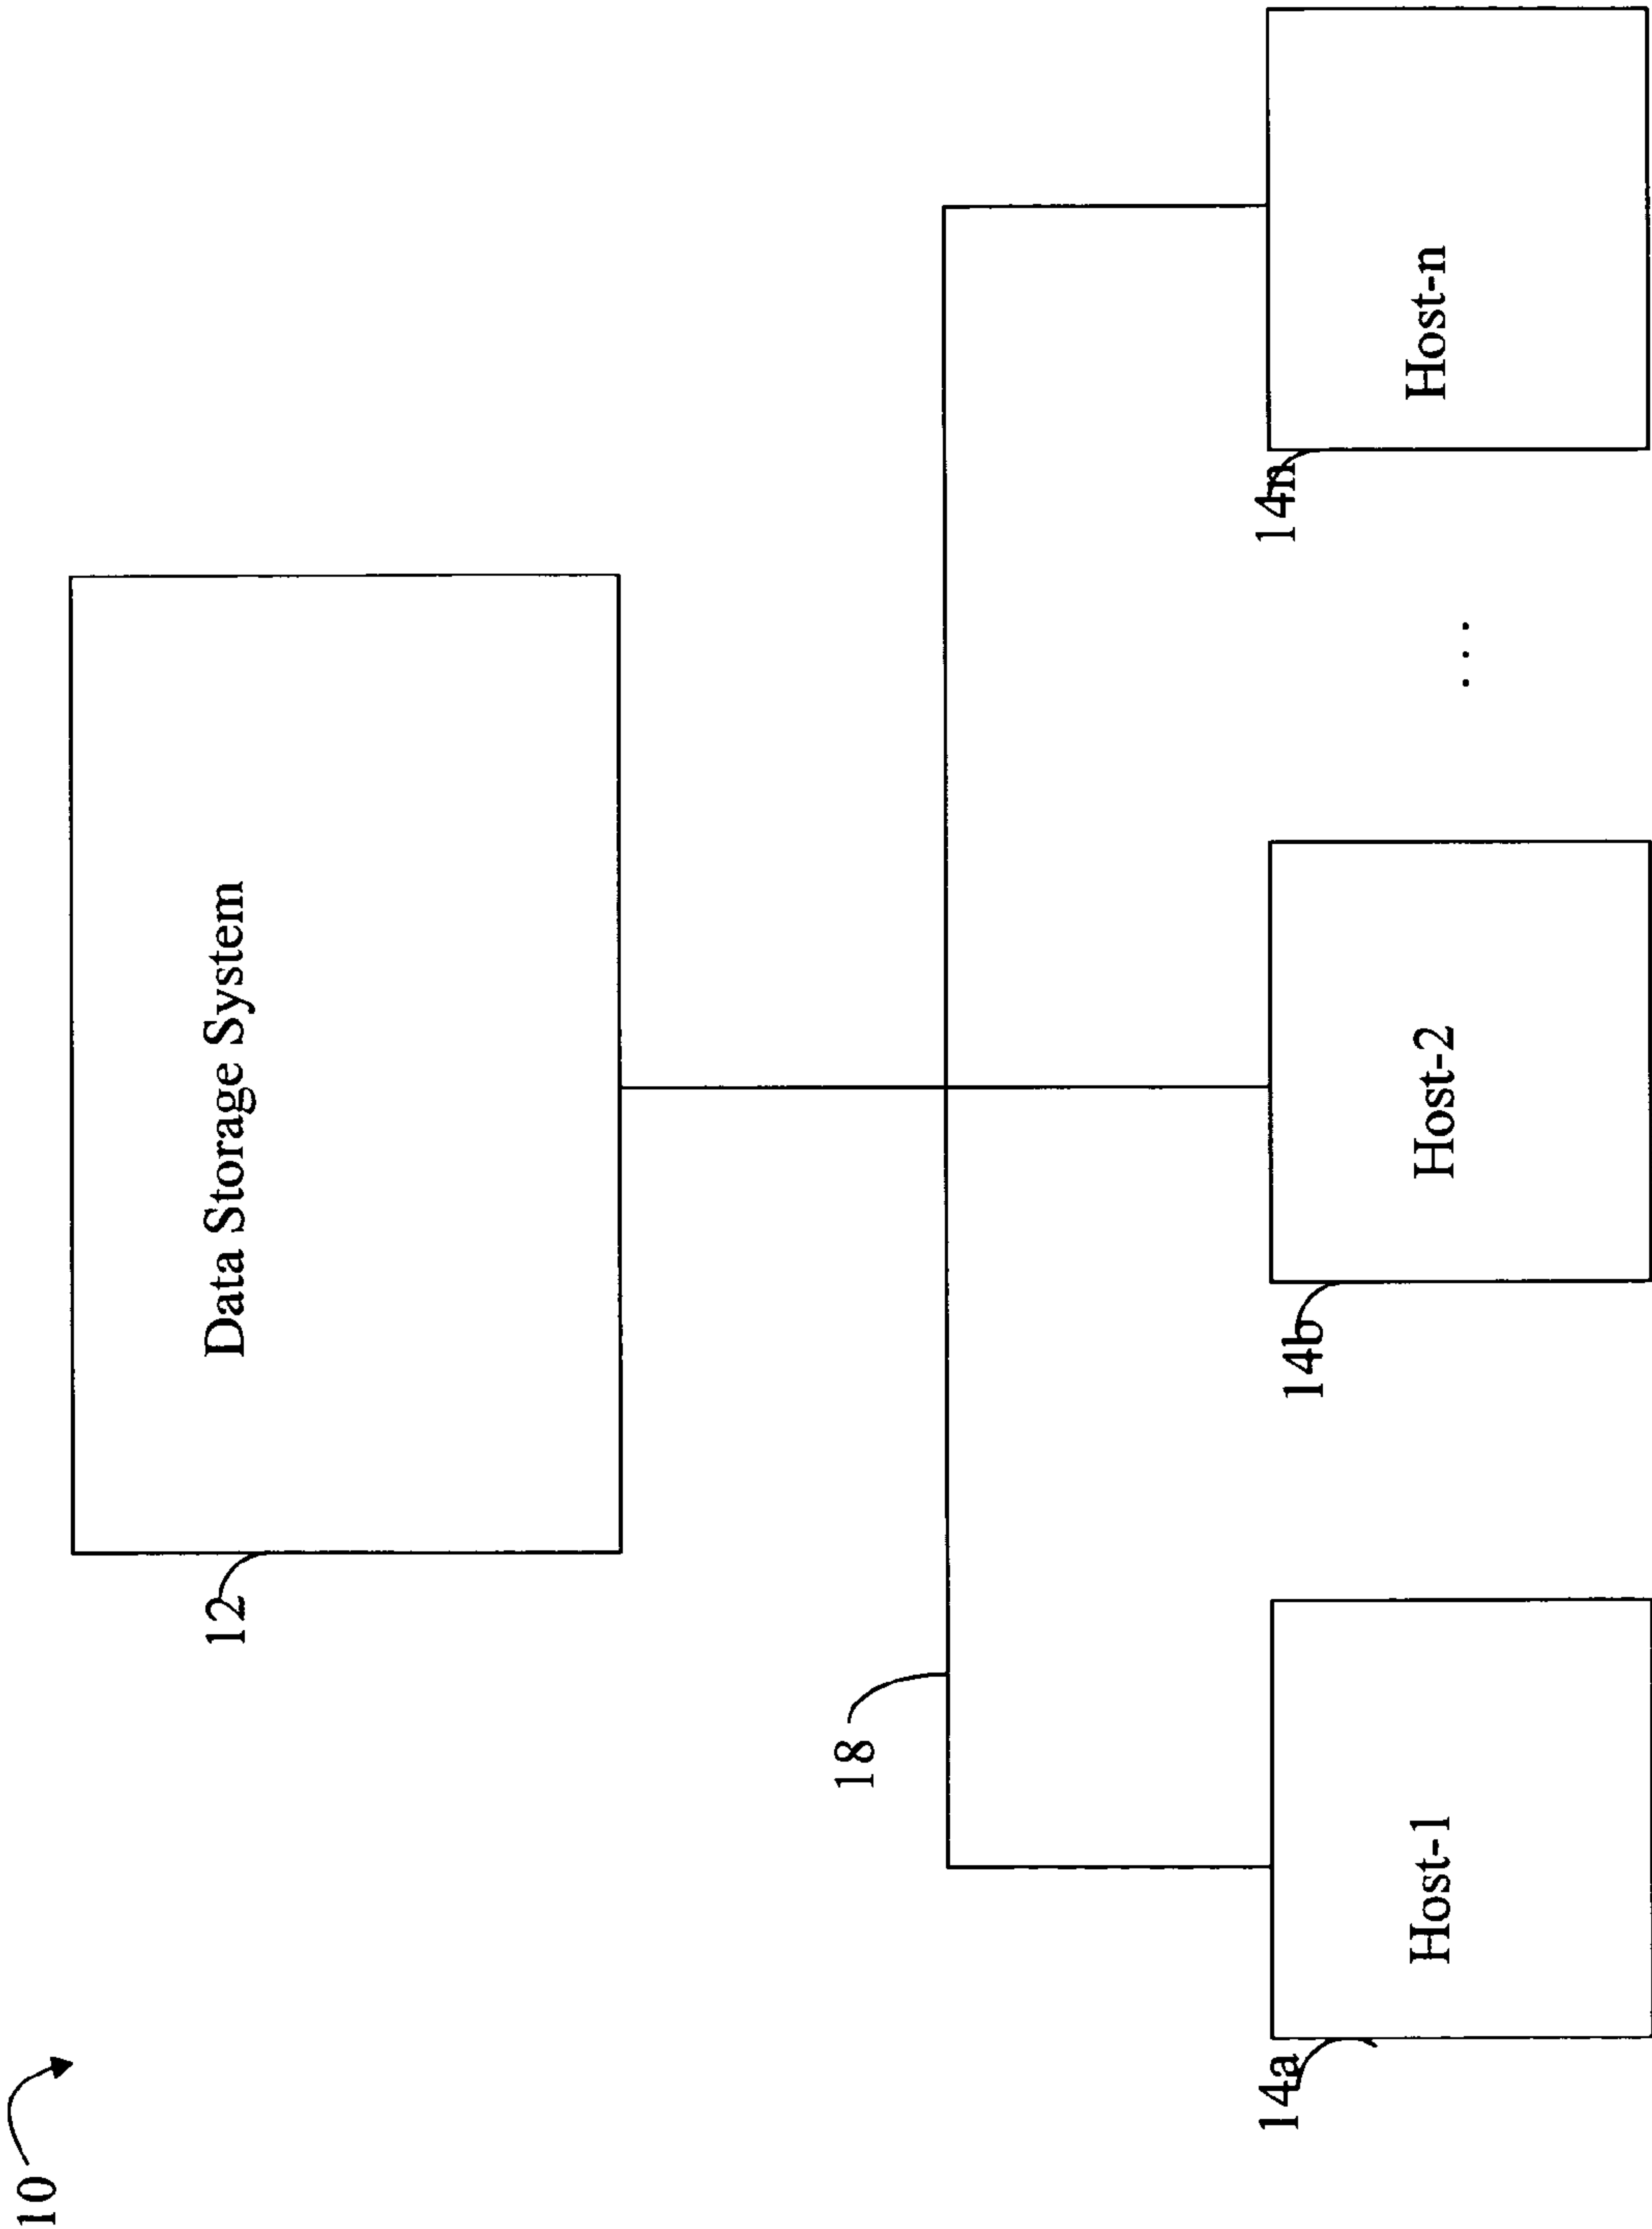 10
12
Data Storage System
18
14a
Host-1
14b
Host-2
...
14n
Host-n